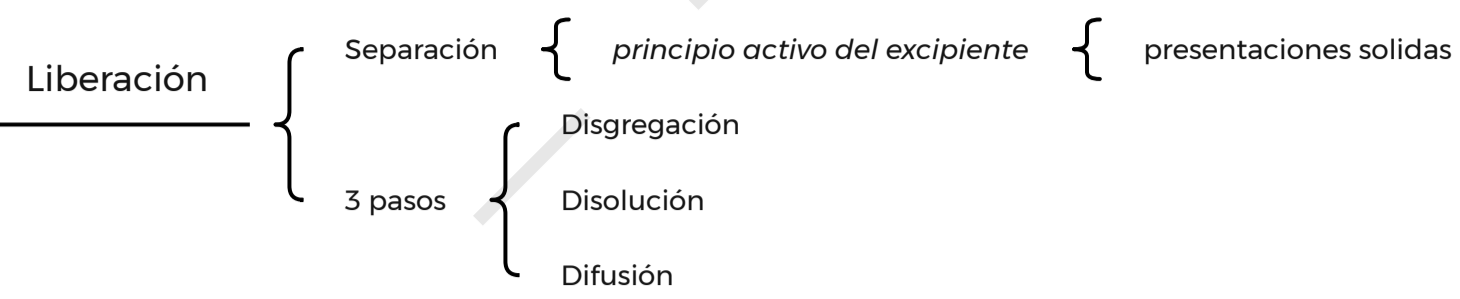 Liberación
Separación
principio activo del excipiente
presentaciones solidas
3 pasos
Disgregación
Disolución
Difusión